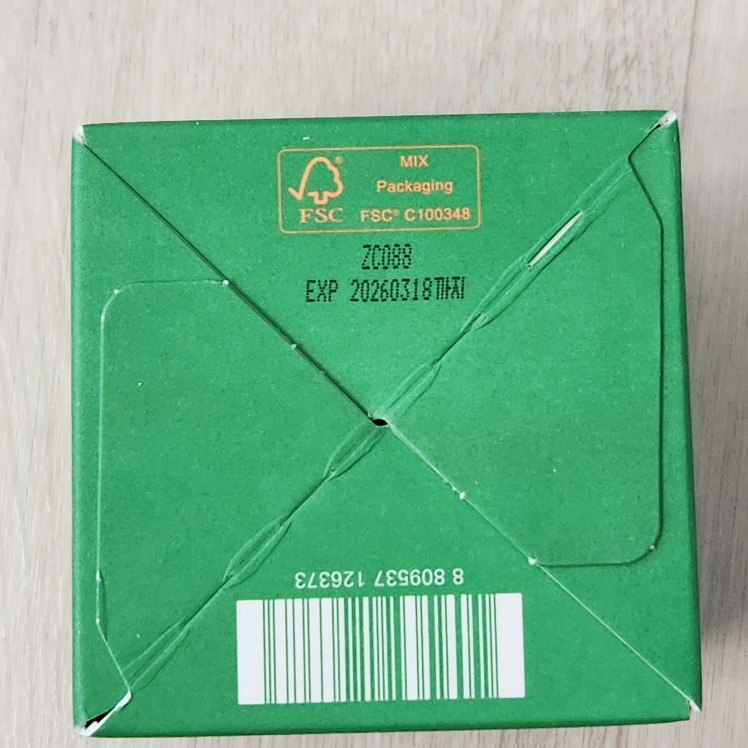 MIX
Packaging
FSC® FSC® C100348
ZC088
EXP 20260318까지
8 809537 126373